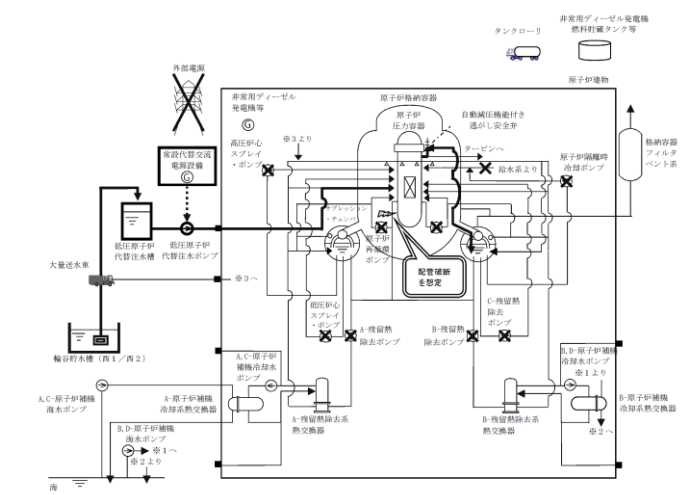 タンクローリ
非常用ディーゼル発電機
燃料貯蔵タンク等
外部電源
原子炉建物
非常用ディーゼル
発電機等
G
原子炉格納容器
原子炉
圧力容器
自動減圧機能付き
逃がし安全弁
高圧炉心
スプレイ
・ポンプ
※3より
タービンへ
給水系より
原子炉隔離時
冷却ポンプ
格納容器
フィルタ
ベント系
常設代替交流
電源設備
G
低圧原子炉
代替注水槽
低圧原子炉
代替注水ポンプ
サプレッション
・チェンバ
原子炉
再循環
ポンプ
配管破断
を想定
大量送水車
※3へ
低圧炉心
スプレイ
・ポンプ
A-残留熱
除去ポンプ
B-残留熱
除去ポンプ
C-残留熱
除去ポンプ
輪谷貯水槽(西1/西2)
A,C-原子炉
補機冷却水
ポンプ
B,D-原子炉
補機冷却水
ポンプ
※1より
A,C-原子炉補機
海水ポンプ
A-原子炉補機
冷却系熱交換器
A-残留熱除去系
熱交換器
B-残留熱除去系
熱交換器
B-原子炉補機
冷却系熱交換器
B,D-原子炉補機
海水ポンプ
※1へ
※2より
※2へ
海